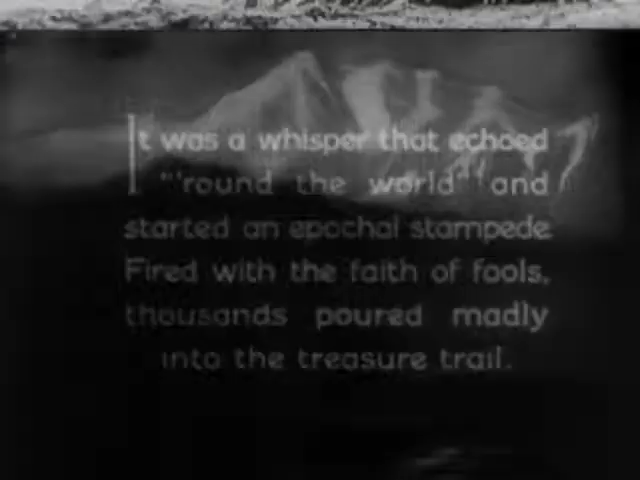 It was a whisper that echoed
"'round the world" and
started an epochal stampede
Fired with the faith of fools,
thousands poured madly
into the treasure trail.